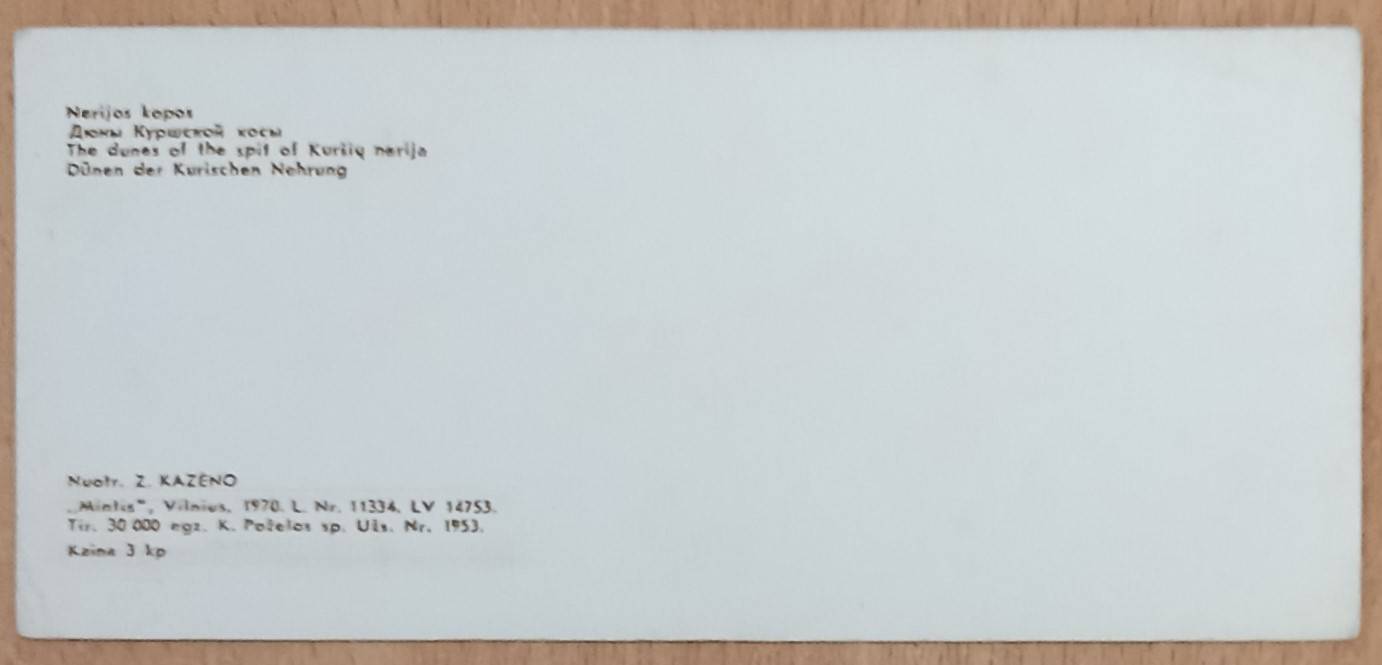 Nerijos kopos
Дюны Куршской косы
The dunes of the spit of Kuršių nerija
Dünen der Kurischen Nehrung
Nuotr. Z. KAZĖNO
„Mintis“, Vilnius, 1970. L. Nr. 11334. LV 14753.
Tir. 30 000 egz. K. Poželos sp. Užs. Nr. 1953.
Kaina 3 kp